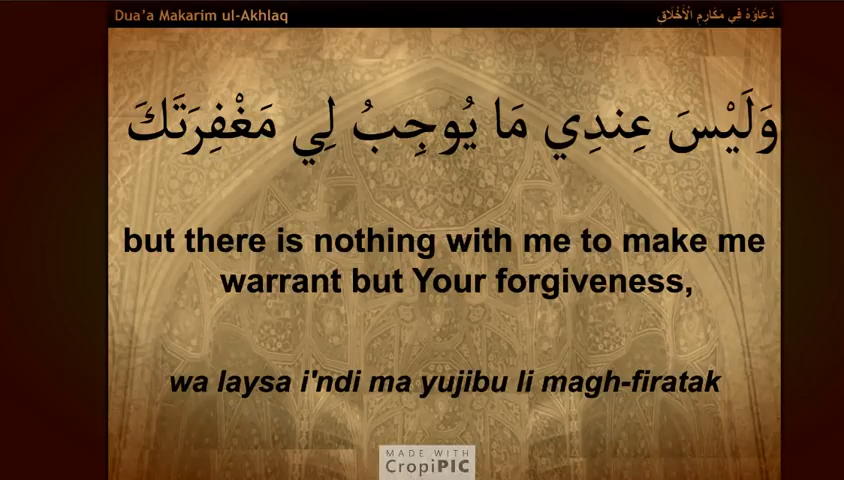 Dua'a Makarim ul-Akhlaq
دُعَاؤُهُ فِي مَكَارِمِ الْأَخْلَاقِ
وَلَيْسَ عِندِي مَا يُوجِبُ لِي مَغْفِرَتَكَ
but there is nothing with me to make me
warrant but Your forgiveness,
wa laysa i'ndi ma yujibu li magh-firatak
MADE WITH
CropiPIC